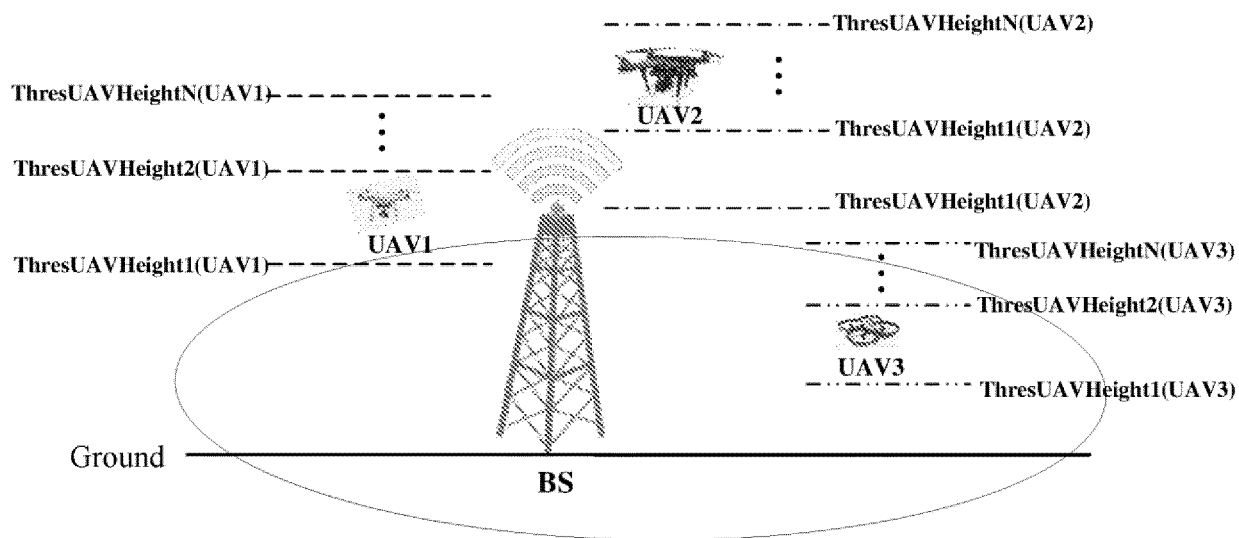 ThresUAVHeightN(UAV2)
ThresUAVHeightN(UAV1)
UAV2
ThresUAVHeight1(UAV2)
ThresUAVHeight2(UAV1)
ThresUAVHeight1(UAV2)
UAV1
ThresUAVHeight1(UAV1)
ThresUAVHeightN(UAV3)
ThresUAVHeight2(UAV3)
UAV3
ThresUAVHeight1(UAV3)
Ground
BS